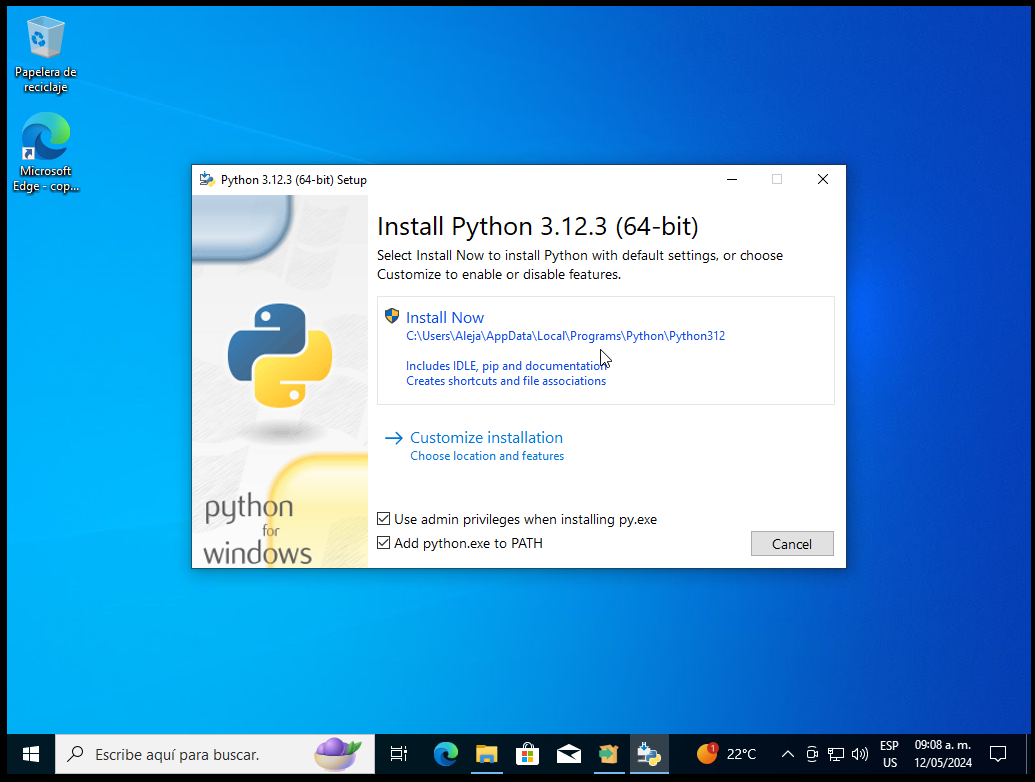 Papelera de
reciclaje
Microsoft
Edge - cop...
Python 3.12.3 (64-bit) Setup
Install Python 3.12.3 (64-bit)
Select Install Now to install Python with default settings, or choose
Customize to enable or disable features.
Install Now
C:\Users\Aleja\AppData\Local\Programs\Python\Python312
Includes IDLE, pip and documentation
Creates shortcuts and file associations
Customize installation
Choose location and features
python
for
windows
Use admin privileges when installing py.exe
Add python.exe to PATH
Cancel
Escribe aquí para buscar.
1
22°C
ESP
US
09:08 a. m.
12/05/2024